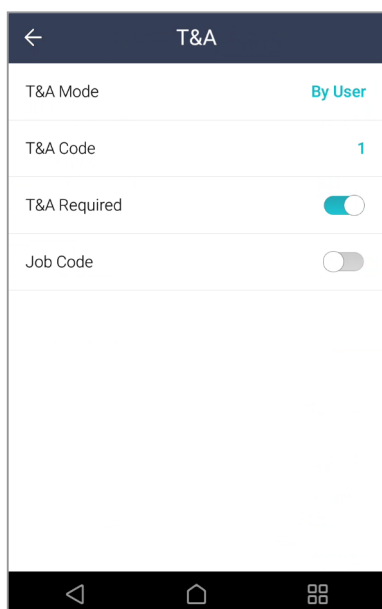 T&A
T&A Mode By User
T&A Code 1
T&A Required
Job Code